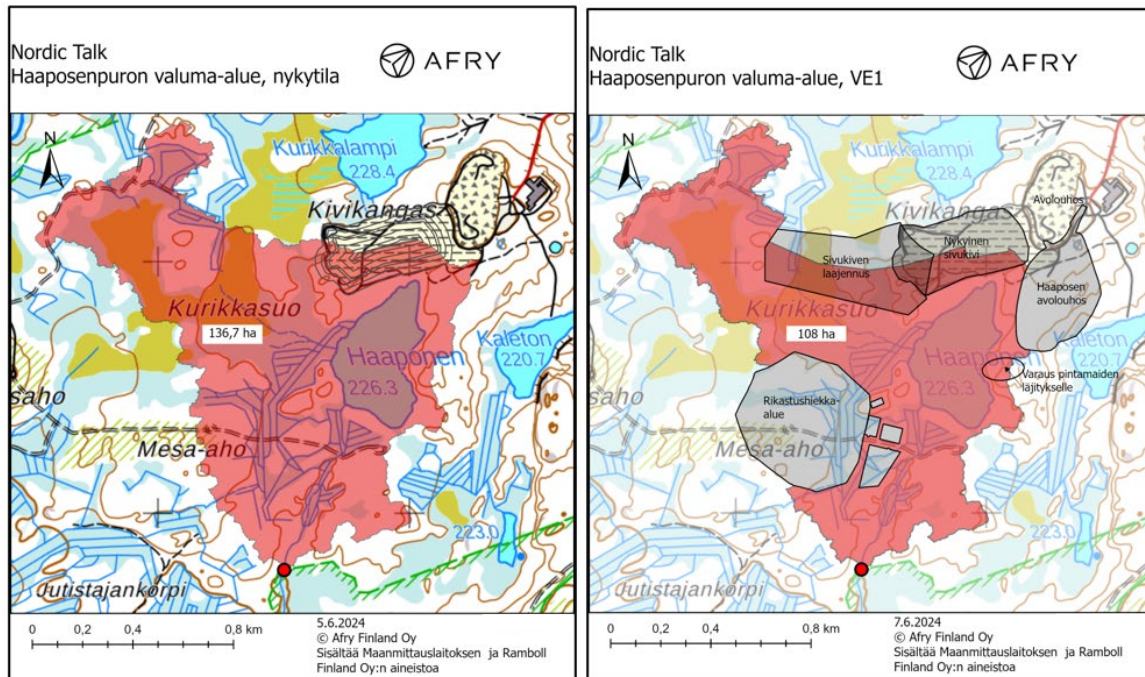 Nordic Talk
Haaposenpuron valuma-alue, nykytila
AFRY
N
Kurikkalampi
228.4
Kivikangas
Kurikkasuo
136,7 ha
Haaponen
226.3
Kaleton
220.7
saho
Mesa-aho
223.0
Jutistajankorpi
0 0,2 0,4 0,8 km
5.6.2024
© Afry Finland Oy
Sisältää Maanmittauslaitoksen ja Ramboll
Finland Oy:n aineistoa
Nordic Talk
Haaposenpuron valuma-alue, VE1
AFRY
N
Kurikkalampi
228.4
Kivikangas
Avolouhos
Nykyinen
sivukivi
Sivukiven
laajennus
Haaposen
avolouhos
Kurikkasuo
108 ha
Haaponen
226.3
Kaleton
220.7
Varaus pintamaiden
läjitykselle
Rikastushiekka-
alue
saho
Mesa-aho
223.0
Jutistajankorpi
0 0,2 0,4 0,8 km
7.6.2024
© Afry Finland Oy
Sisältää Maanmittauslaitoksen ja Ramboll
Finland Oy:n aineistoa